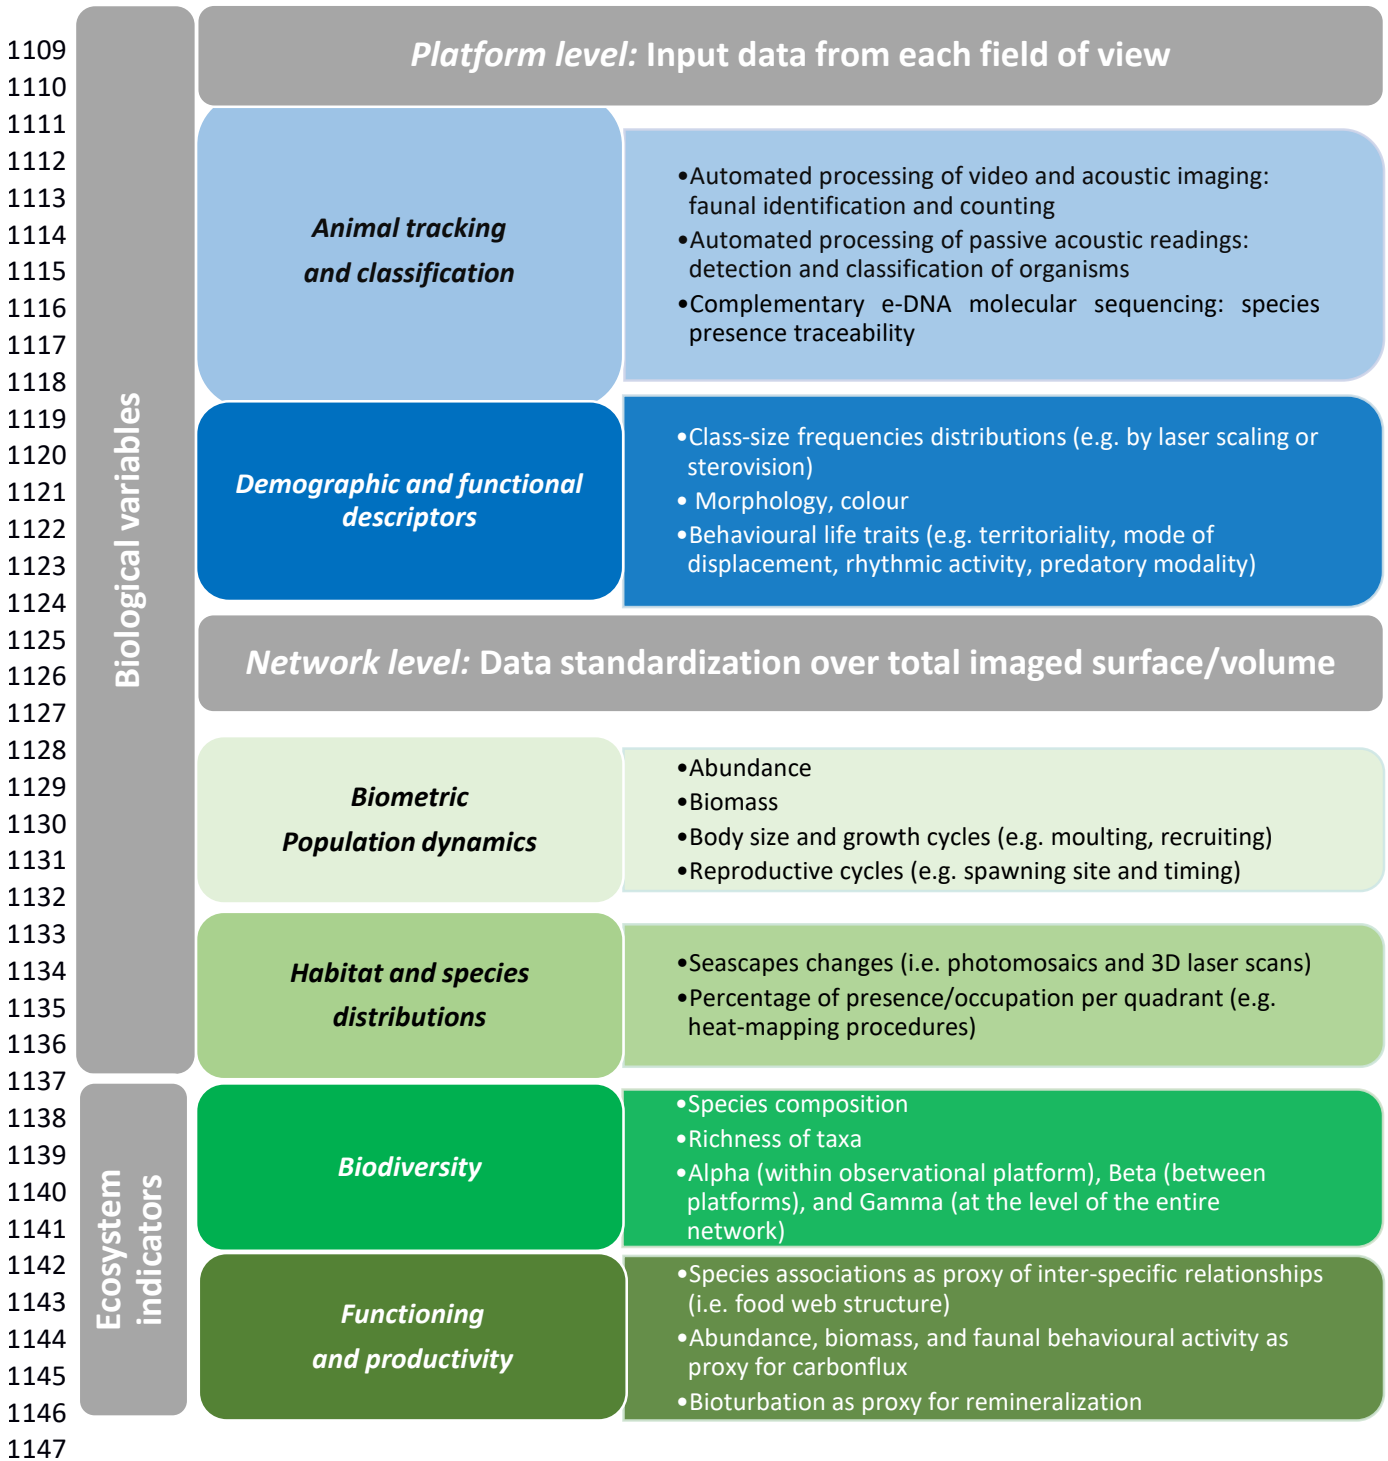 1109
1110
1111
1112
1113
1114
1115
1116
1117
1118
1119
1120
1121
1122
1123
1124
1125
1126
1127
1128
1129
1130
1131
1132
1133
1134
1135
1136
1137
1138
1139
1140
1141
1142
1143
1144
1145
1146
1147
Biological variables
Platform level: Input data from each field of view
Animal tracking
and classification
•Automated processing of video and acoustic imaging:
faunal identification and counting
•Automated processing of passive acoustic readings:
detection and classification of organisms
•Complementary e-DNA molecular sequencing: species
presence traceability
Demographic and functional
descriptors
•Class-size frequencies distributions (e.g. by laser scaling or
sterovision)
• Morphology, colour
•Behavioural life traits (e.g. territoriality, mode of
displacement, rhythmic activity, predatory modality)
Network level: Data standardization over total imaged surface/volume
Biometric
Population dynamics
•Abundance
•Biomass
•Body size and growth cycles (e.g. moulting, recruiting)
•Reproductive cycles (e.g. spawning site and timing)
Habitat and species
distributions
•Seascapes changes (i.e. photomosaics and 3D laser scans)
•Percentage of presence/occupation per quadrant (e.g.
heat-mapping procedures)
Ecosystem
indicators
Biodiversity
•Species composition
•Richness of taxa
•Alpha (within observational platform), Beta (between
platforms), and Gamma (at the level of the entire
network)
Functioning
and productivity
•Species associations as proxy of inter-specific relationships
(i.e. food web structure)
•Abundance, biomass, and faunal behavioural activity as
proxy for carbonflux
•Bioturbation as proxy for remineralization